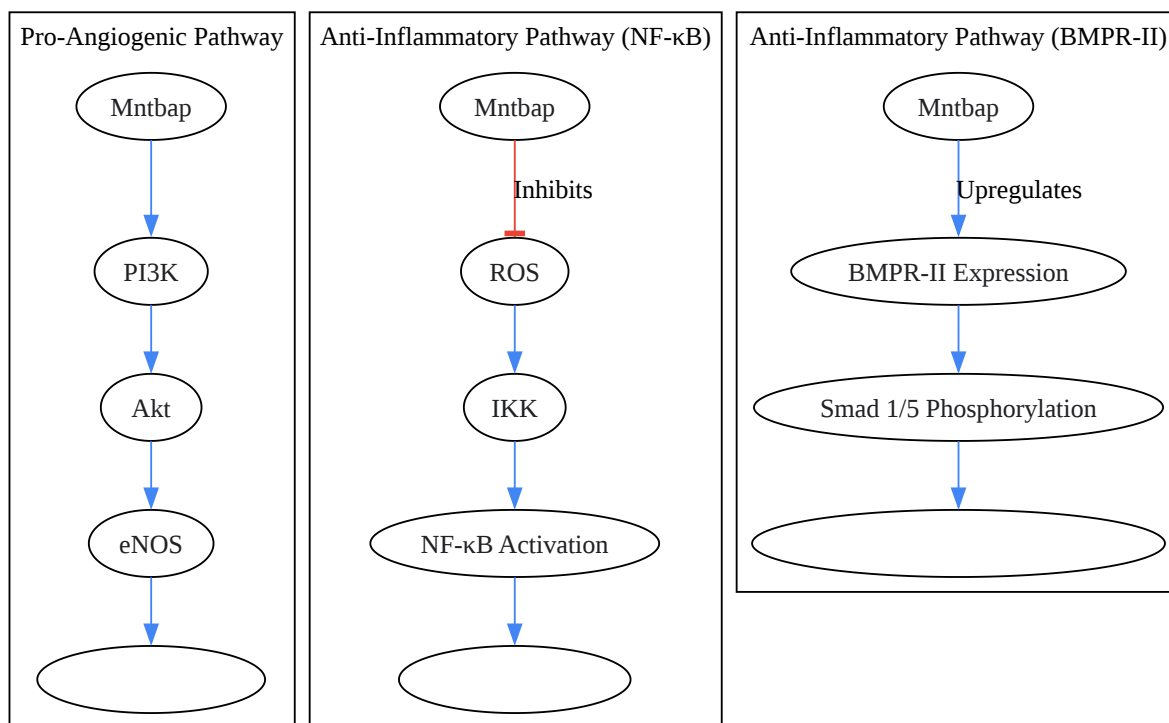 Pro-Angiogenic Pathway
Mntbap
PI3K
Akt
eNOS
Anti-Inflammatory Pathway (NF-κB)
Mntbap
Inhibits
ROS
IKK
NF-κB Activation
Anti-Inflammatory Pathway (BMPR-II)
Mntbap
Upregulates
BMPR-II Expression
Smad 1/5 Phosphorylation